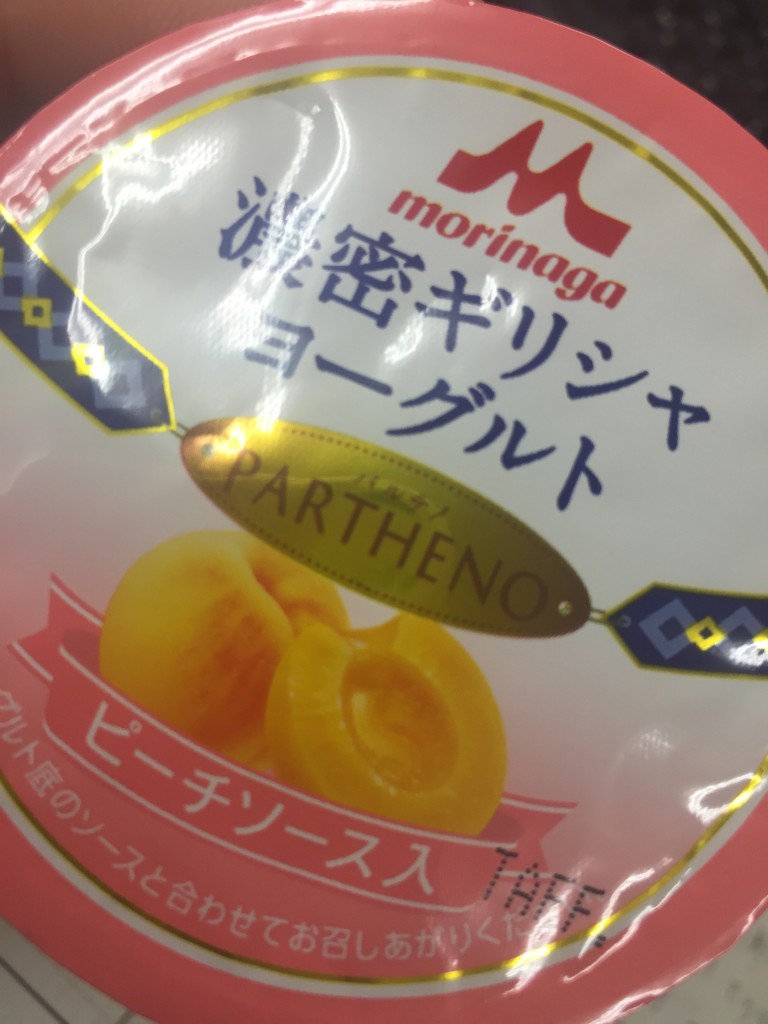 morinaga
濃密ギリシャ
ヨーグルト
パルテノ
PARTHENO
ピーチソース入
グルト底のソースと合わせてお召しあがりくだ